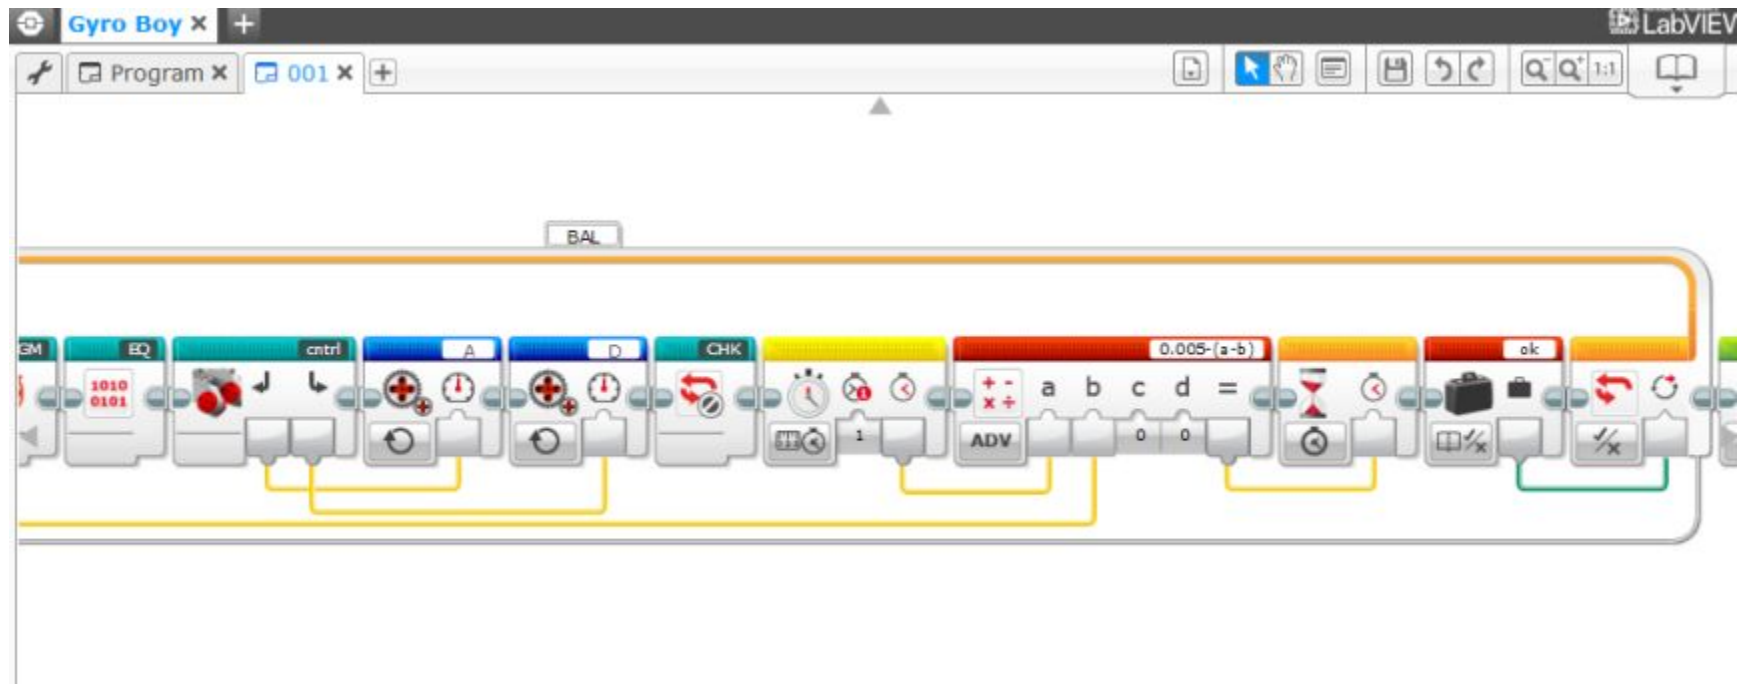 Gyro Boy
LabVIEV
Program
001
1:1
BAL
GM
EQ
cntrl
A
D
CHK
0.005-(a-b)
ok
1010
0101
a
b
c
d
=
1
ADV
0
0